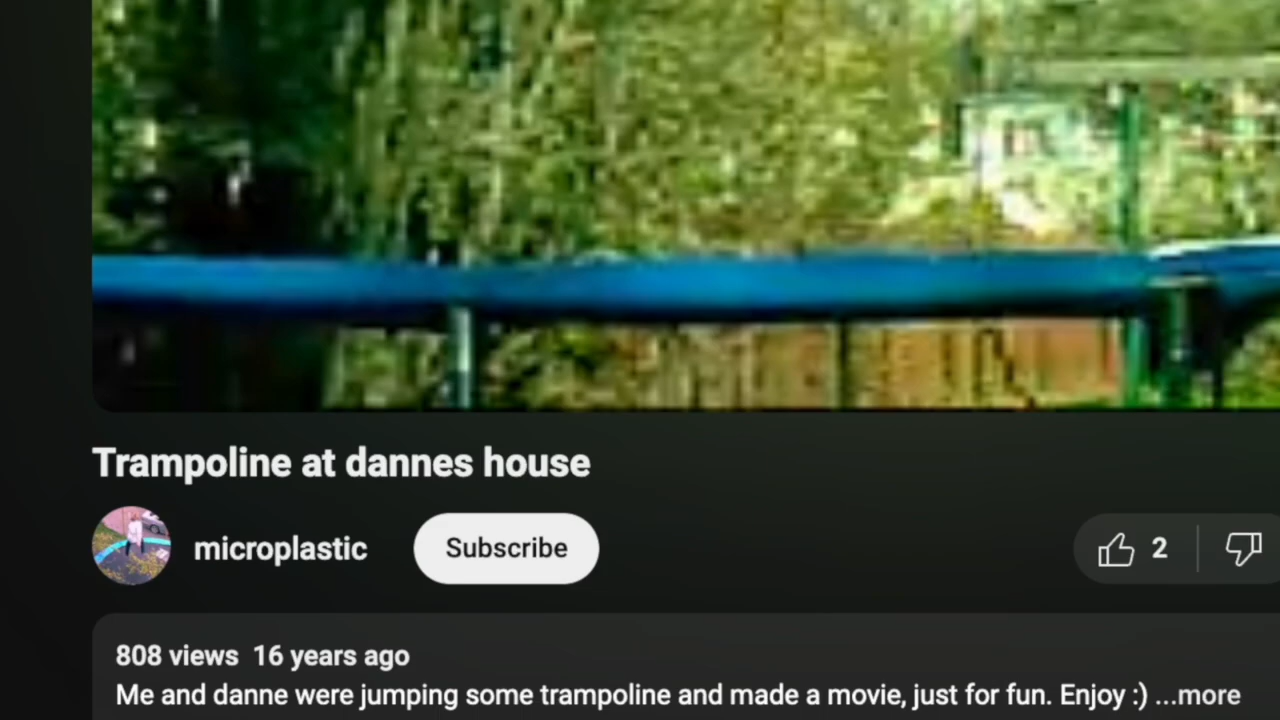 Trampoline at dannes house
microplastic
Subscribe
2
808 views 16 years ago
Me and danne were jumping some trampoline and made a movie, just for fun. Enjoy :) ...more